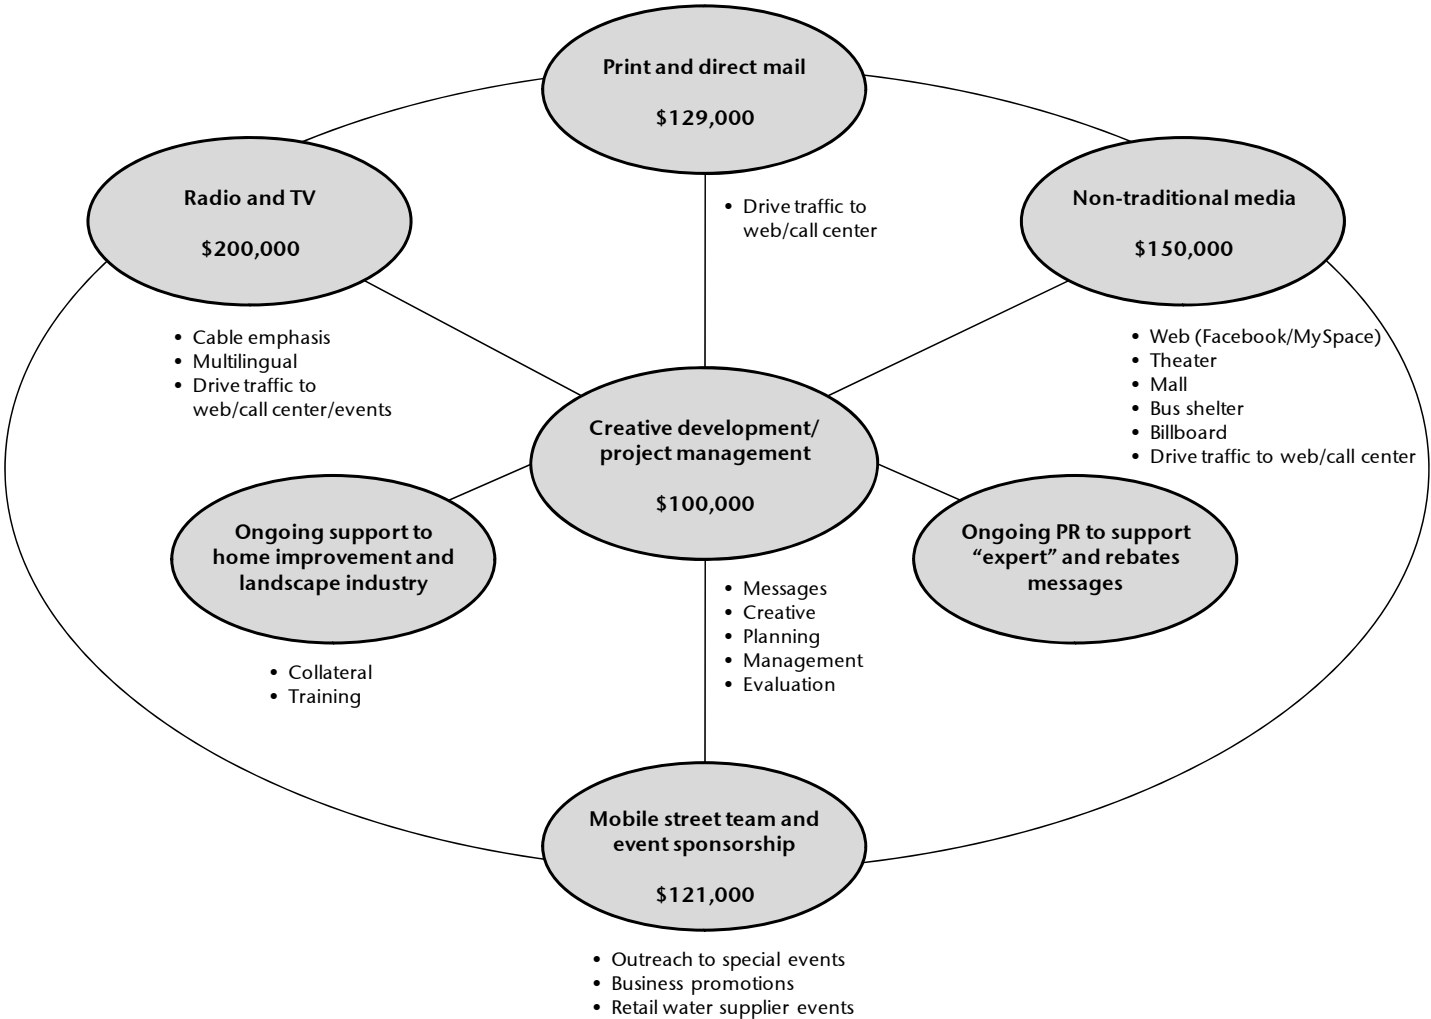 Print and direct mail
$129,000
Radio and TV
$200,000
Non-traditional media
$150,000
• Drive traffic to
web/call center
• Cable emphasis
• Multilingual
• Drive traffic to
web/call center/events
• Web (Facebook/MySpace)
• Theater
• Mall
• Bus shelter
• Billboard
• Drive traffic to web/call center
Creative development/
project management
$100,000
Ongoing support to
home improvement and
landscape industry
Ongoing PR to support
“expert” and rebates
messages
• Messages
• Creative
• Planning
• Management
• Evaluation
• Collateral
• Training
Mobile street team and
event sponsorship
$121,000
• Outreach to special events
• Business promotions
• Retail water supplier events